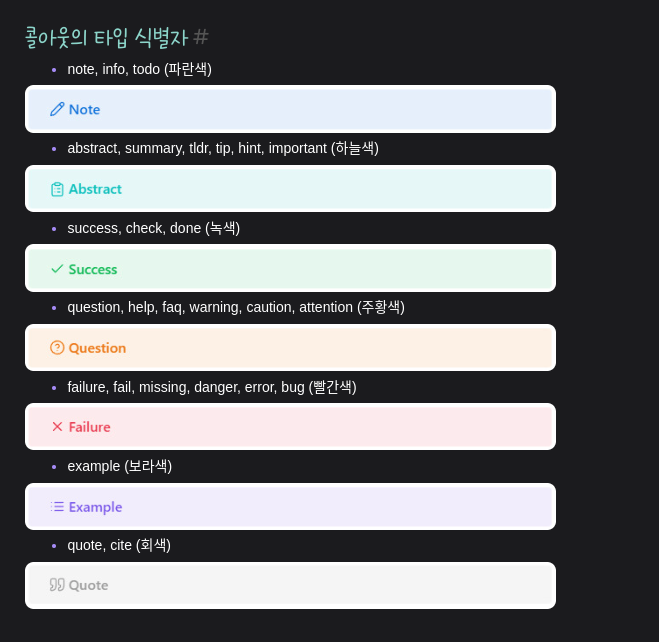 콜아웃의 타입 식별자 #
note, info, todo (파란색)
Note
abstract, summary, tldr, tip, hint, important (하늘색)
Abstract
success, check, done (녹색)
Success
question, help, faq, warning, caution, attention (주황색)
Question
failure, fail, missing, danger, error, bug (빨간색)
Failure
example (보라색)
Example
quote, cite (회색)
Quote